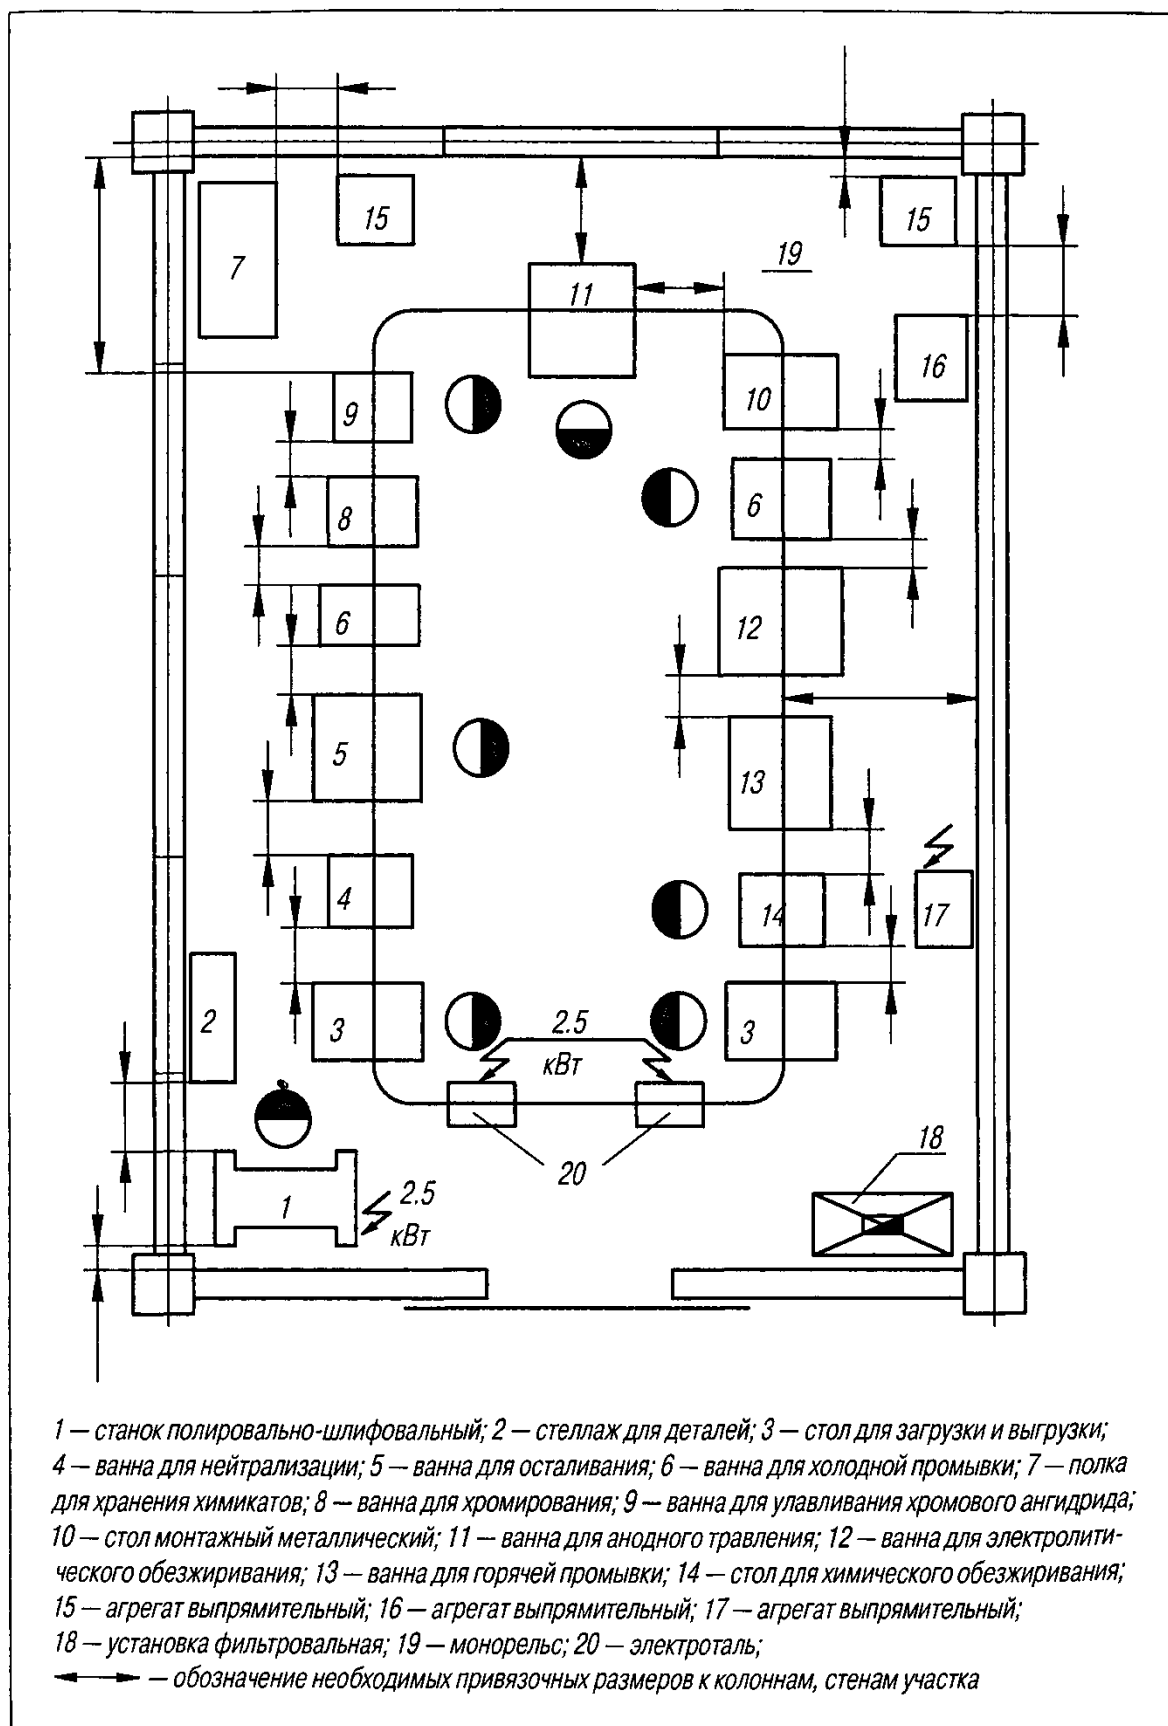 15
15
7
19
11
16
9
10
8
6
6
12
5
13
4
14
17
2
3
2.5
кВт
3
18
20
1
2.5
кВт
1 — станок полировально-шлифовальный; 2 — стеллаж для деталей; 3 — стол для загрузки и выгрузки;
4 — ванна для нейтрализации; 5 — ванна для осталивания; 6 — ванна для холодной промывки; 7 — полка
для хранения химикатов; 8 — ванна для хромирования; 9 — ванна для улавливания хромового ангидрида;
10 — стол монтажный металлический; 11 — ванна для анодного травления; 12 — ванна для электролити-
ческого обезжиривания; 13 — ванна для горячей промывки; 14 — стол для химического обезжиривания;
15 — агрегат выпрямительный; 16 — агрегат выпрямительный; 17 — агрегат выпрямительный;
18 — установка фильтровальная; 19 — монорельс; 20 — электроталь;
— обозначение необходимых привязочных размеров к колоннам, стенам участка